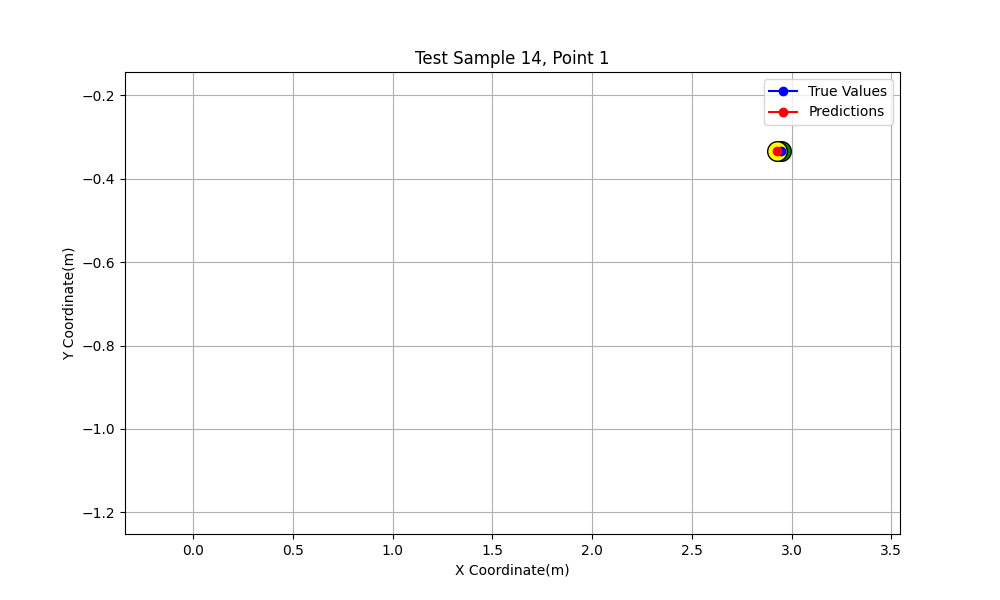 Test Sample 14, Point 1
True Values
Predictions
−0.2
−0.4
−0.6
−0.8
−1.0
−1.2
Y Coordinate(m)
0.0 0.5 1.0 1.5 2.0 2.5 3.0 3.5
X Coordinate(m)